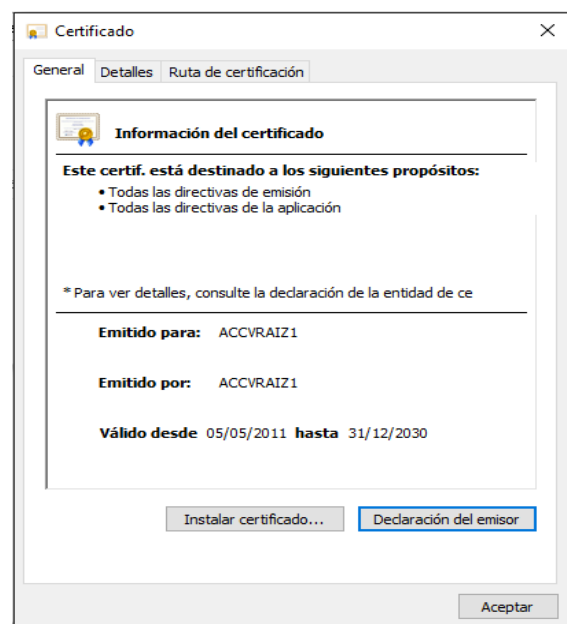 Certificado
General Detalles Ruta de certificación
Información del certificado
Este certif. está destinado a los siguientes propósitos:
• Todas las directivas de emisión
• Todas las directivas de la aplicación
* Para ver detalles, consulte la declaración de la entidad de ce
Emitido para: ACCVRAIZ1
Emitido por: ACCVRAIZ1
Válido desde 05/05/2011 hasta 31/12/2030
Instalar certificado... Declaración del emisor
Aceptar